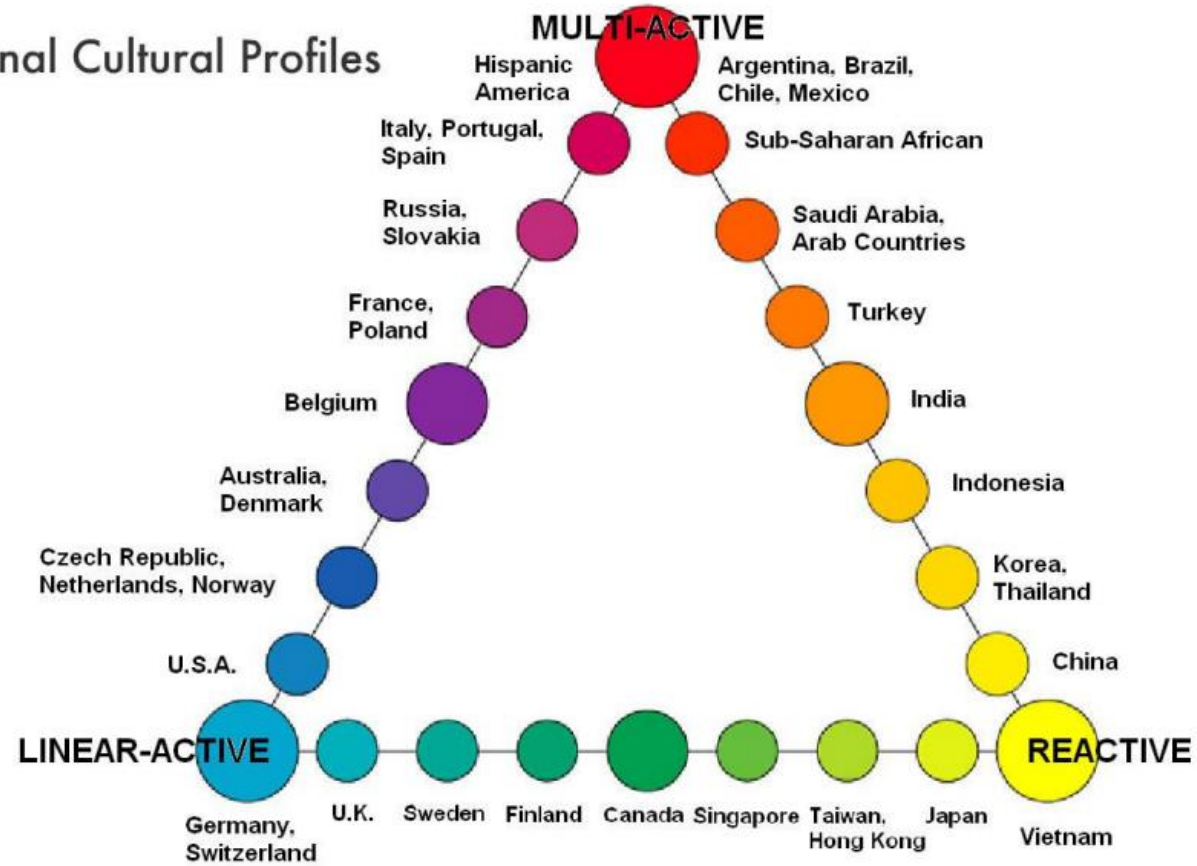 nal Cultural Profiles
MULTI-ACTIVE
Hispanic
America
Argentina, Brazil,
Chile, Mexico
Italy, Portugal,
Spain
Sub-Saharan African
Russia,
Slovakia
Saudi Arabia,
Arab Countries
France,
Poland
Turkey
Belgium
India
Australia,
Denmark
Indonesia
Czech Republic,
Netherlands, Norway
Korea,
Thailand
U.S.A.
China
LINEAR-ACTIVE
REACTIVE
Germany,
Switzerland
U.K.
Sweden
Finland
Canada
Singapore
Taiwan,
Hong Kong
Japan
Vietnam